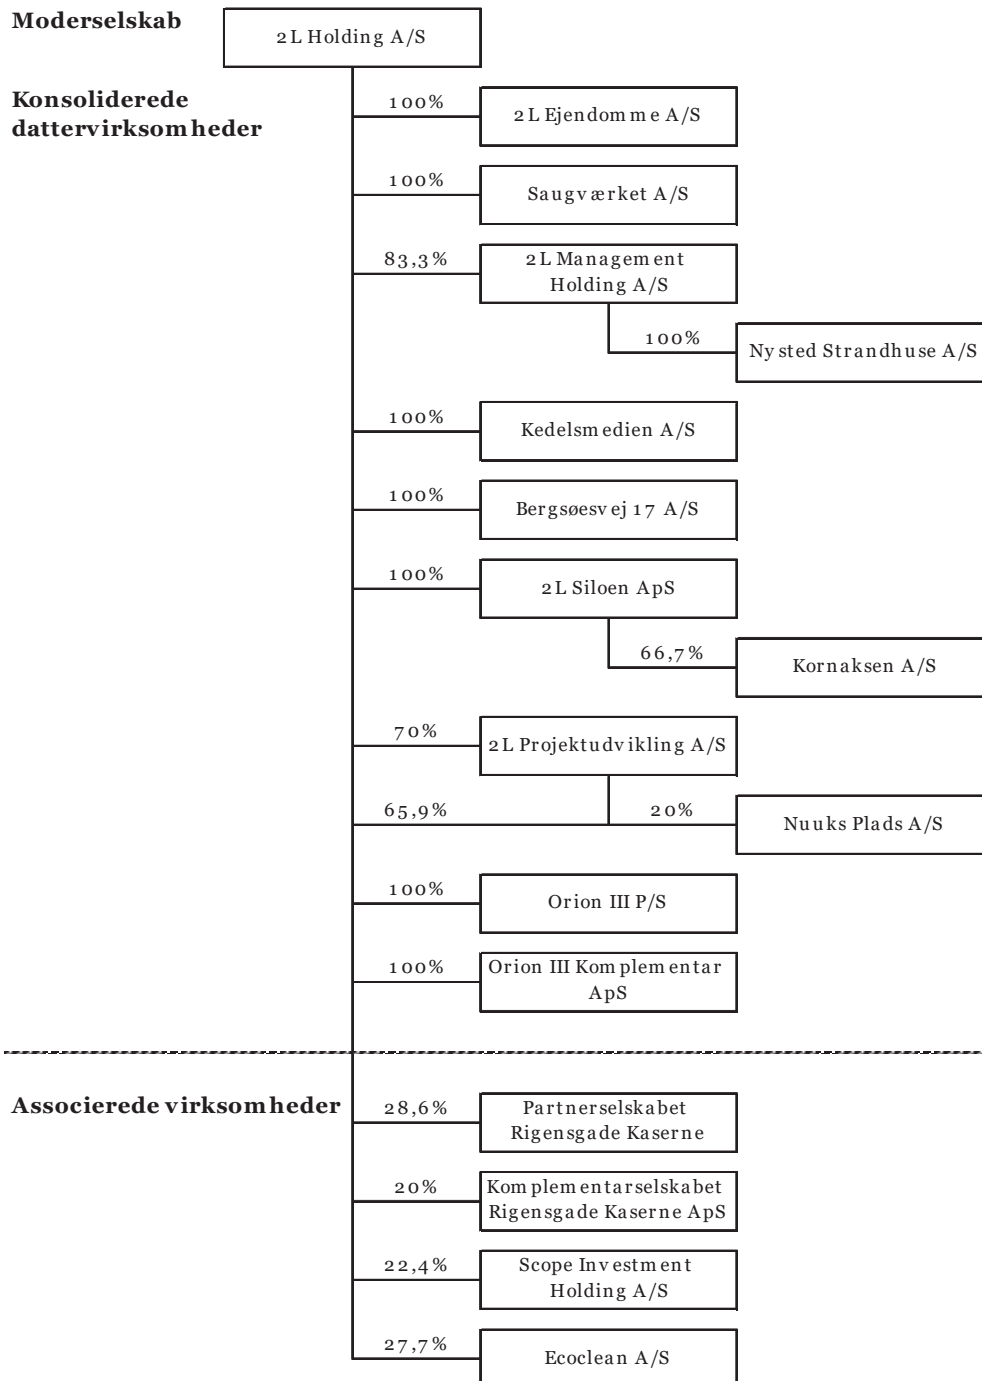 Moderselskab
2L Holding A/S
Konsoliderede
dattervirksomheder
100%
2L Ejendomme A/S
100%
Saugværket A/S
83,3%
2L Management
Holding A/S
100%
Nysted Strandhuse A/S
100%
Kedelsmedien A/S
100%
Bergsøesvej 17 A/S
100%
2L Siloen ApS
66,7%
Kornaksen A/S
70%
2L Projektudvikling A/S
65,9%
20%
Nuuks Plads A/S
100%
Orion III P/S
100%
Orion III Komplementar
ApS
Associerede virksomheder
28,6%
Partnerselskabet
Rigensgade Kaserne
20%
Komplementarselskabet
Rigensgade Kaserne ApS
22,4%
Scope Investment
Holding A/S
27,7%
Ecoclean A/S